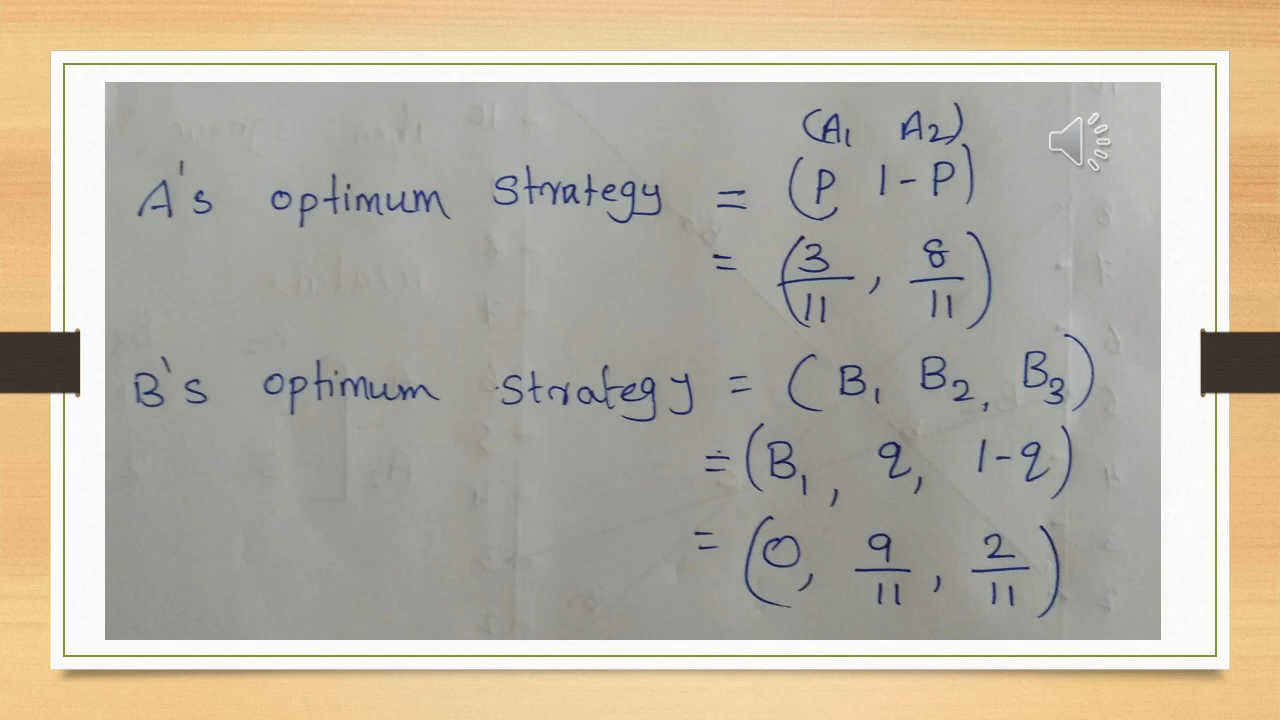 (A1 A2)
A's optimum Strategy = (P 1-P)
= (3/11, 8/11)
B's optimum strategy = (B1 B2, B3)
= (B1, q, 1-q)
= (0, 9/11, 2/11)